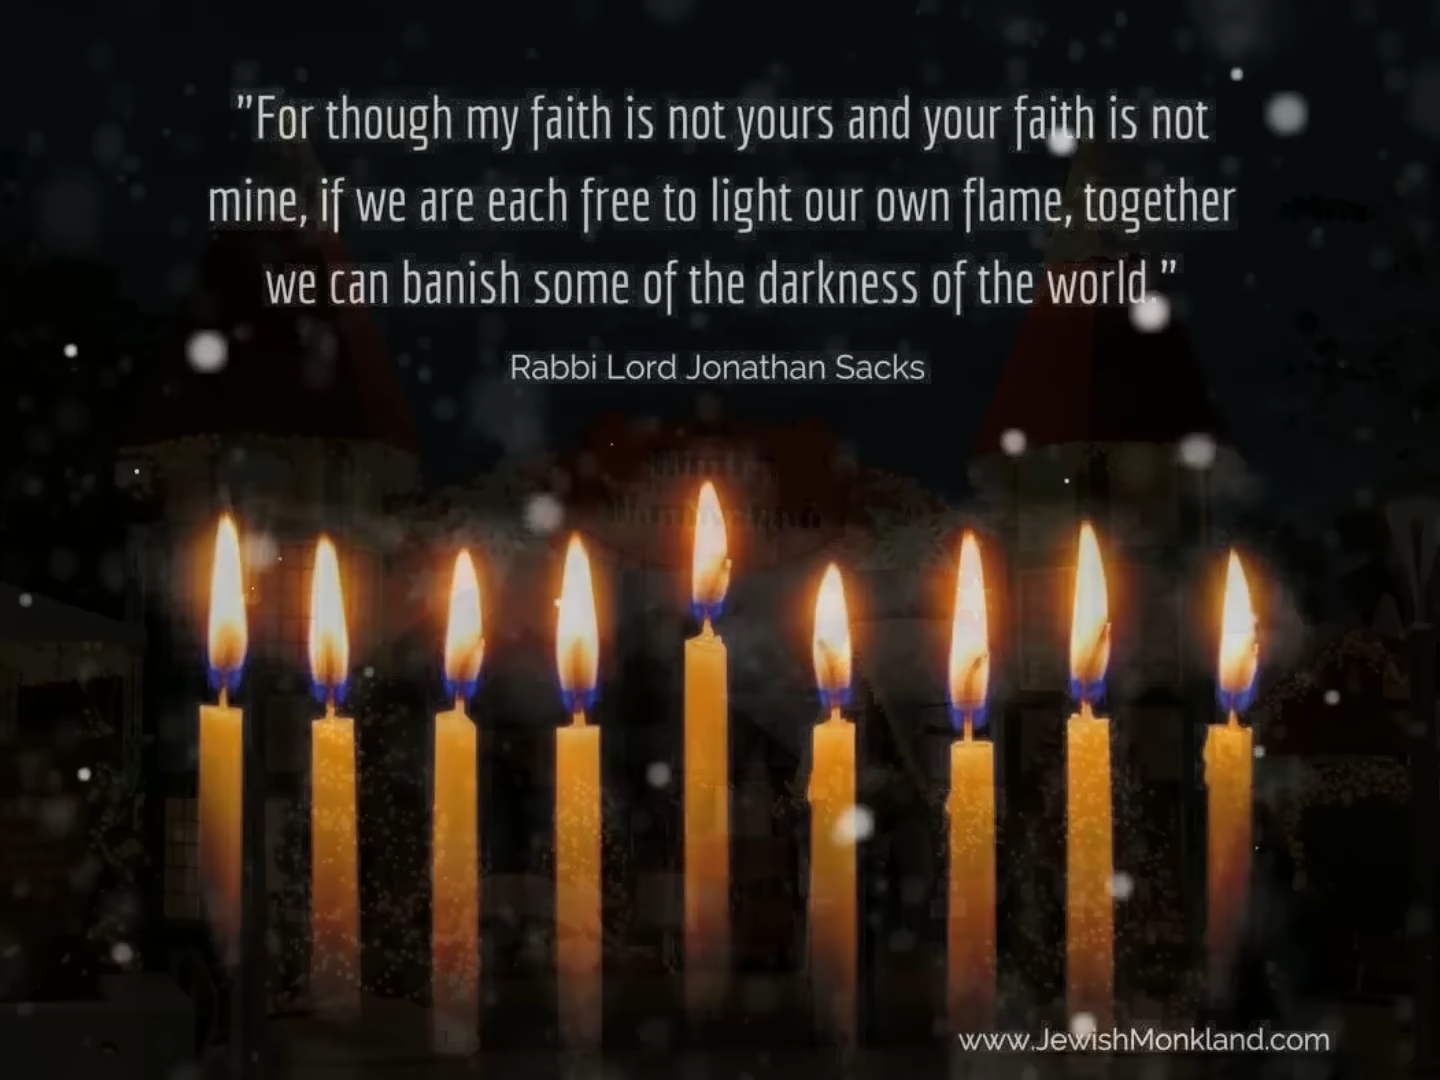 "For though my faith is not yours and your faith is not
mine, if we are each free to light our own flame, together
we can banish some of the darkness of the world."
Rabbi Lord Jonathan Sacks
www.JewishMonkland.com